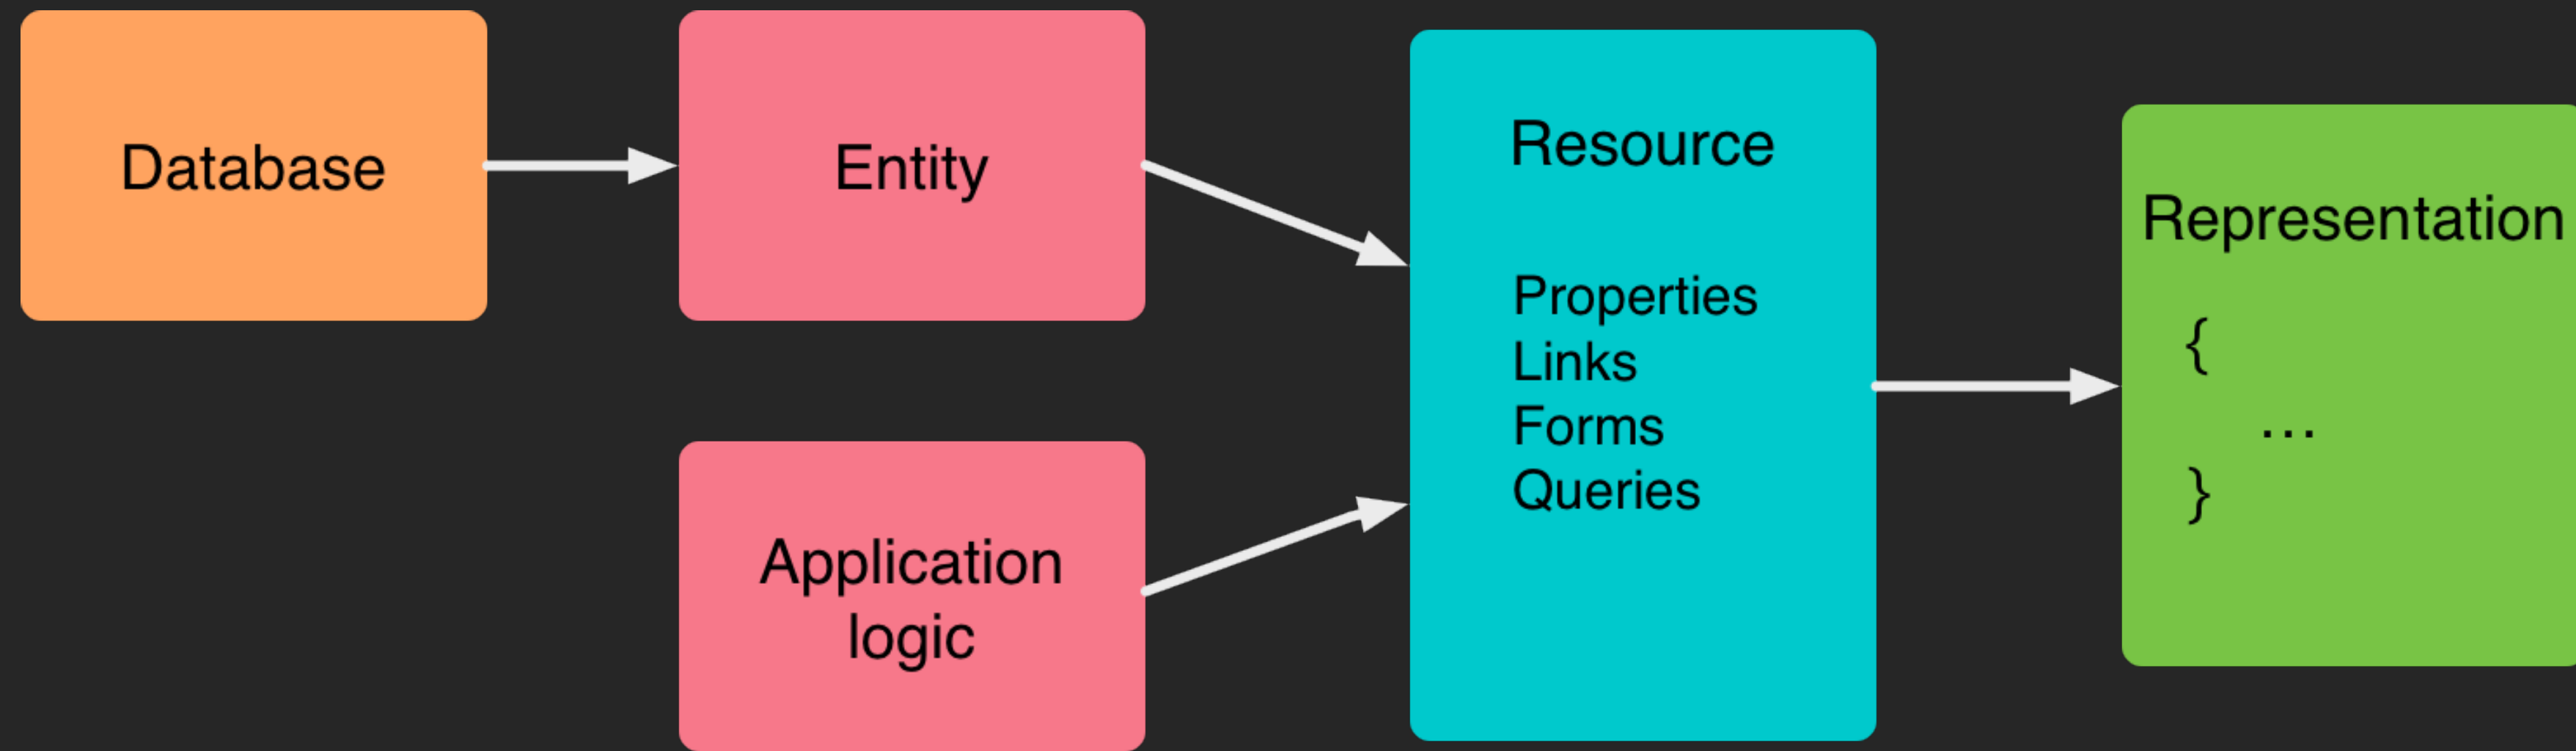 Database
Entity
Application
logic
Resource
Properties
Links
Forms
Queries
Representation
{
...
}